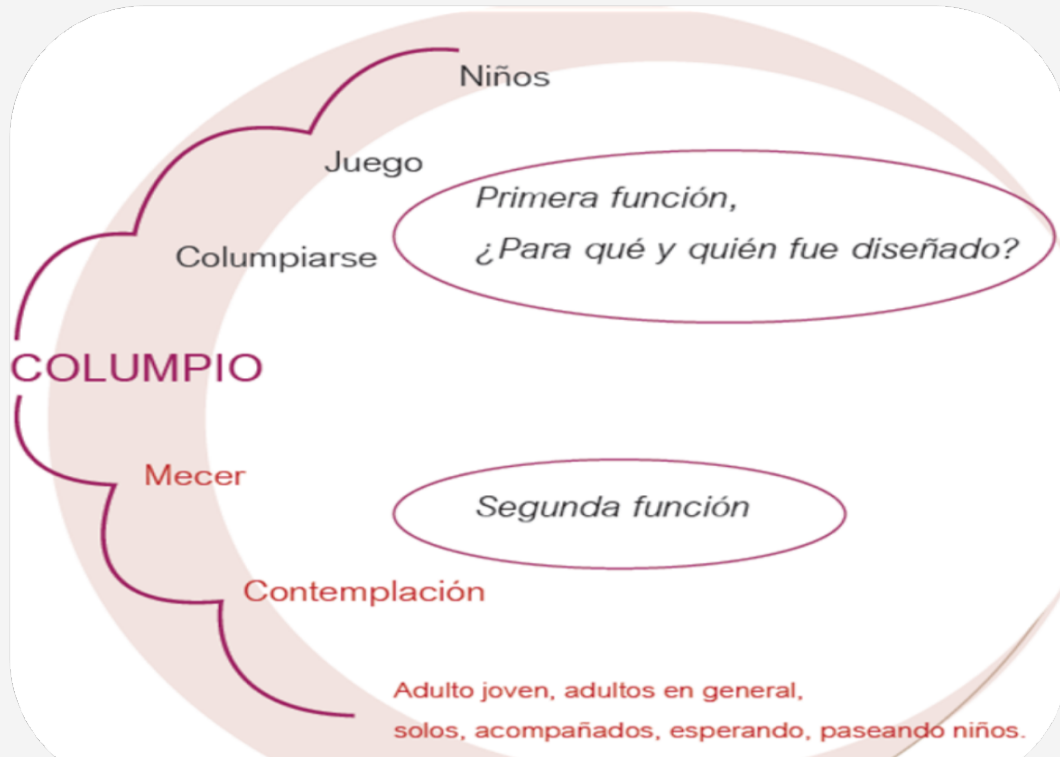 Niños
Juego
Primera función,
¿Para qué y quién fue diseñado?
Columpiarse
COLUMPIO
Mecer
Segunda función
Contemplación
Adulto joven, adultos en general,
solos, acompañados, esperando, paseando niños.